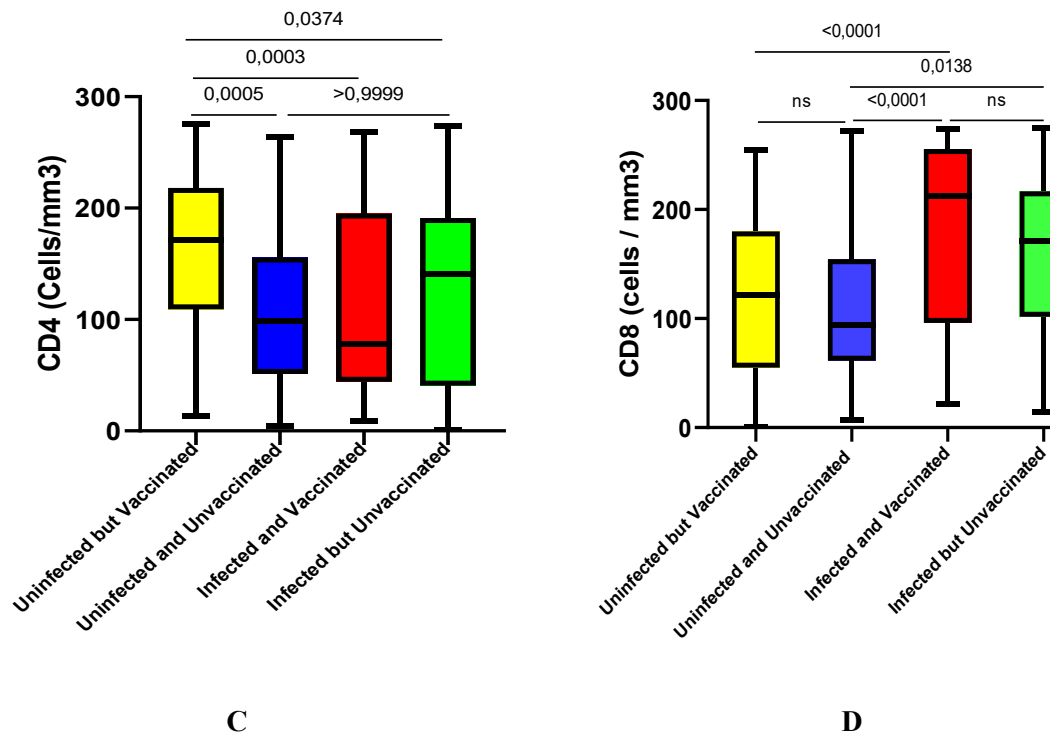 0,0374
0,0003
0,0005
>0,9999
300
200
100
0
CD4 (Cells/mm3)
Uninfected but Vaccinated
Uninfected and Unvaccinated
Infected and Vaccinated
Infected but Unvaccinated
C
<0,0001
0,0138
ns
<0,0001
ns
300
200
100
0
CD8 (cells / mm3)
Uninfected but Vaccinated
Uninfected and Unvaccinated
Infected and Vaccinated
Infected but Unvaccinated
D